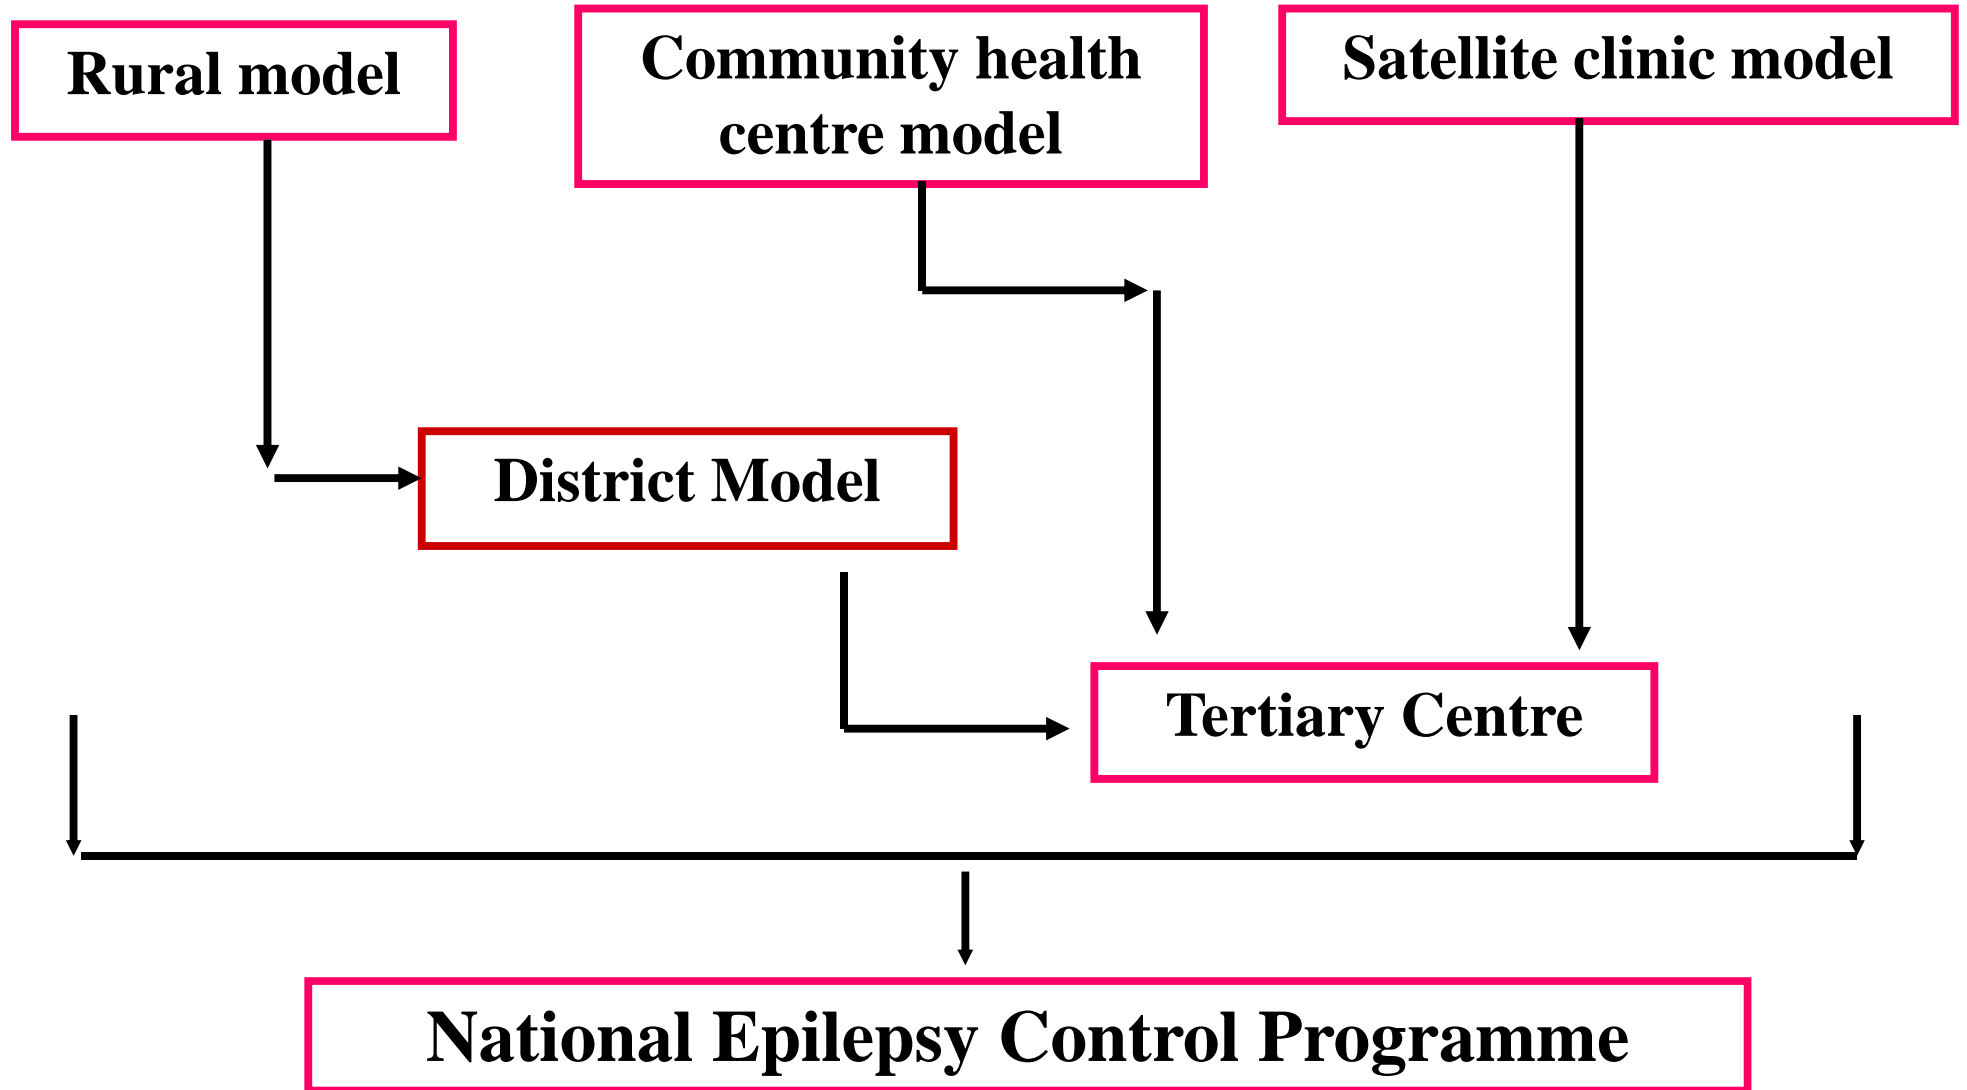 Rural model
Community health
centre model
Satellite clinic model
District Model
Tertiary Centre
National Epilepsy Control Programme